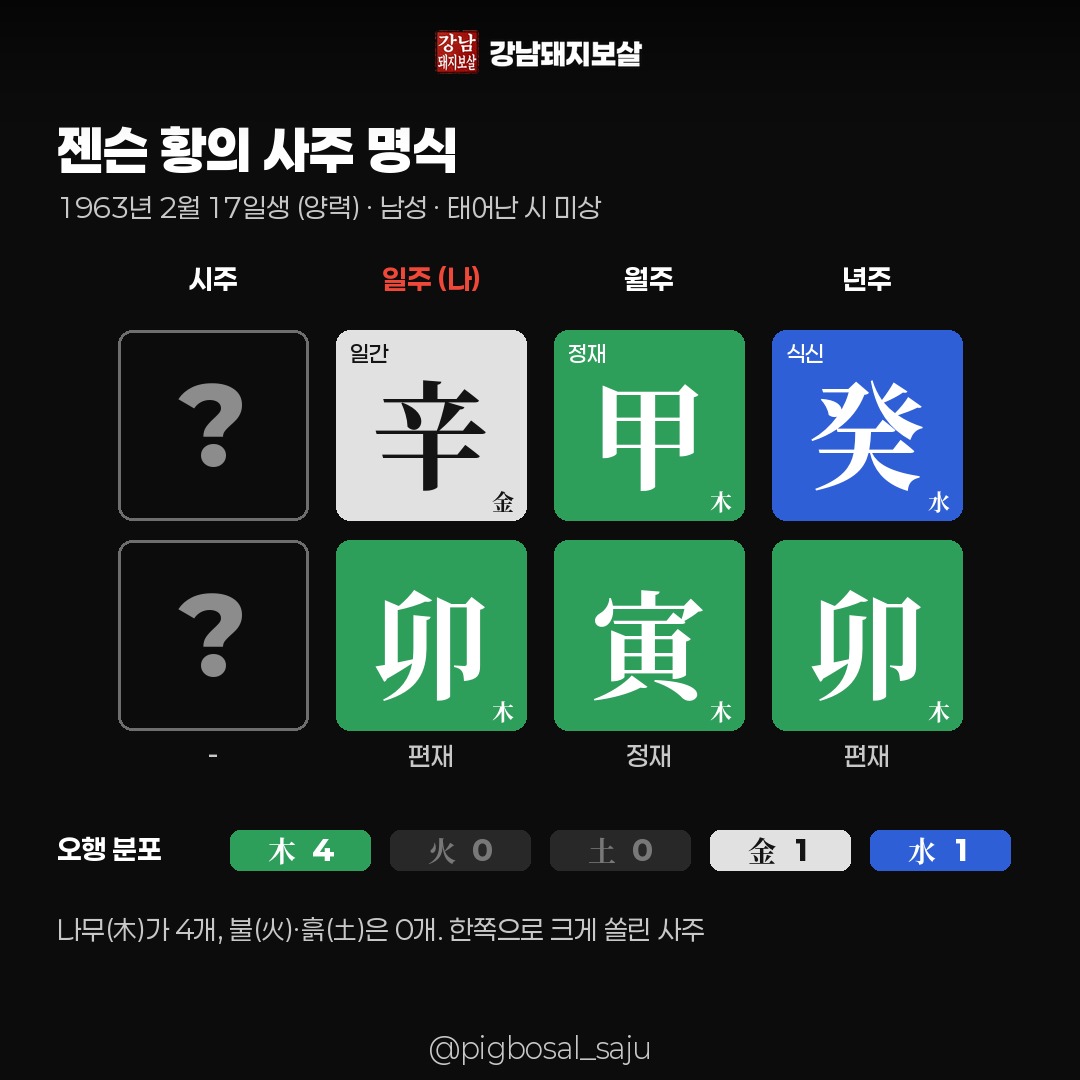 강남
돼지보살
강남돼지보살
젠슨 황의 사주 명식
1963년 2월 17일생 (양력) · 남성 · 태어난 시 미상
시주 일주 (나) 월주 년주
? 일간 辛 金 정재 甲 木 식신 癸 水
? 卯 木 寅 木 卯 木
- 편재 정재 편재
오행 분포 木 4 火 0 土 0 金 1 水 1
나무(木)가 4개, 불(火)·흙(土)은 0개. 한쪽으로 크게 쏠린 사주
@pigbosal_saju